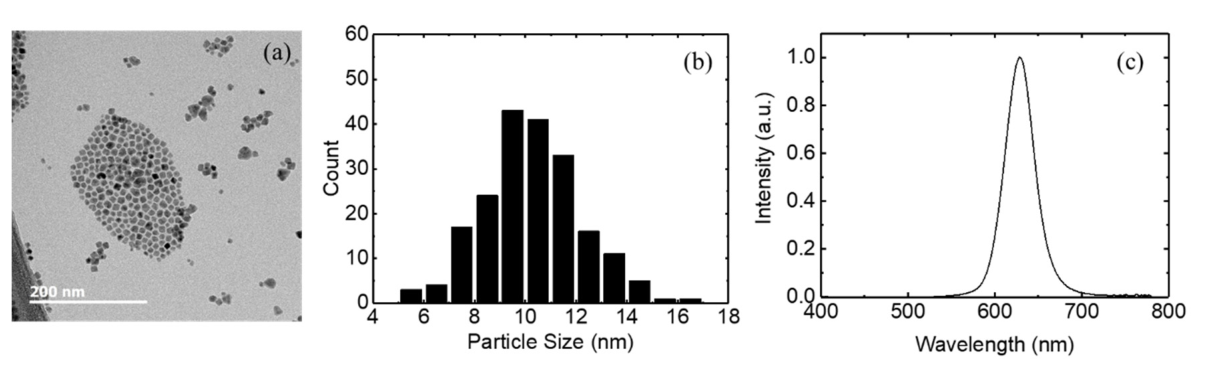 (a)
200 nm
(b)
60
50
40
30
20
10
0
4 6 8 10 12 14 16 18
Count
Particle Size (nm)
(c)
1.0
0.8
0.6
0.4
0.2
0.0
400 500 600 700 800
Intensity (a.u.)
Wavelength (nm)